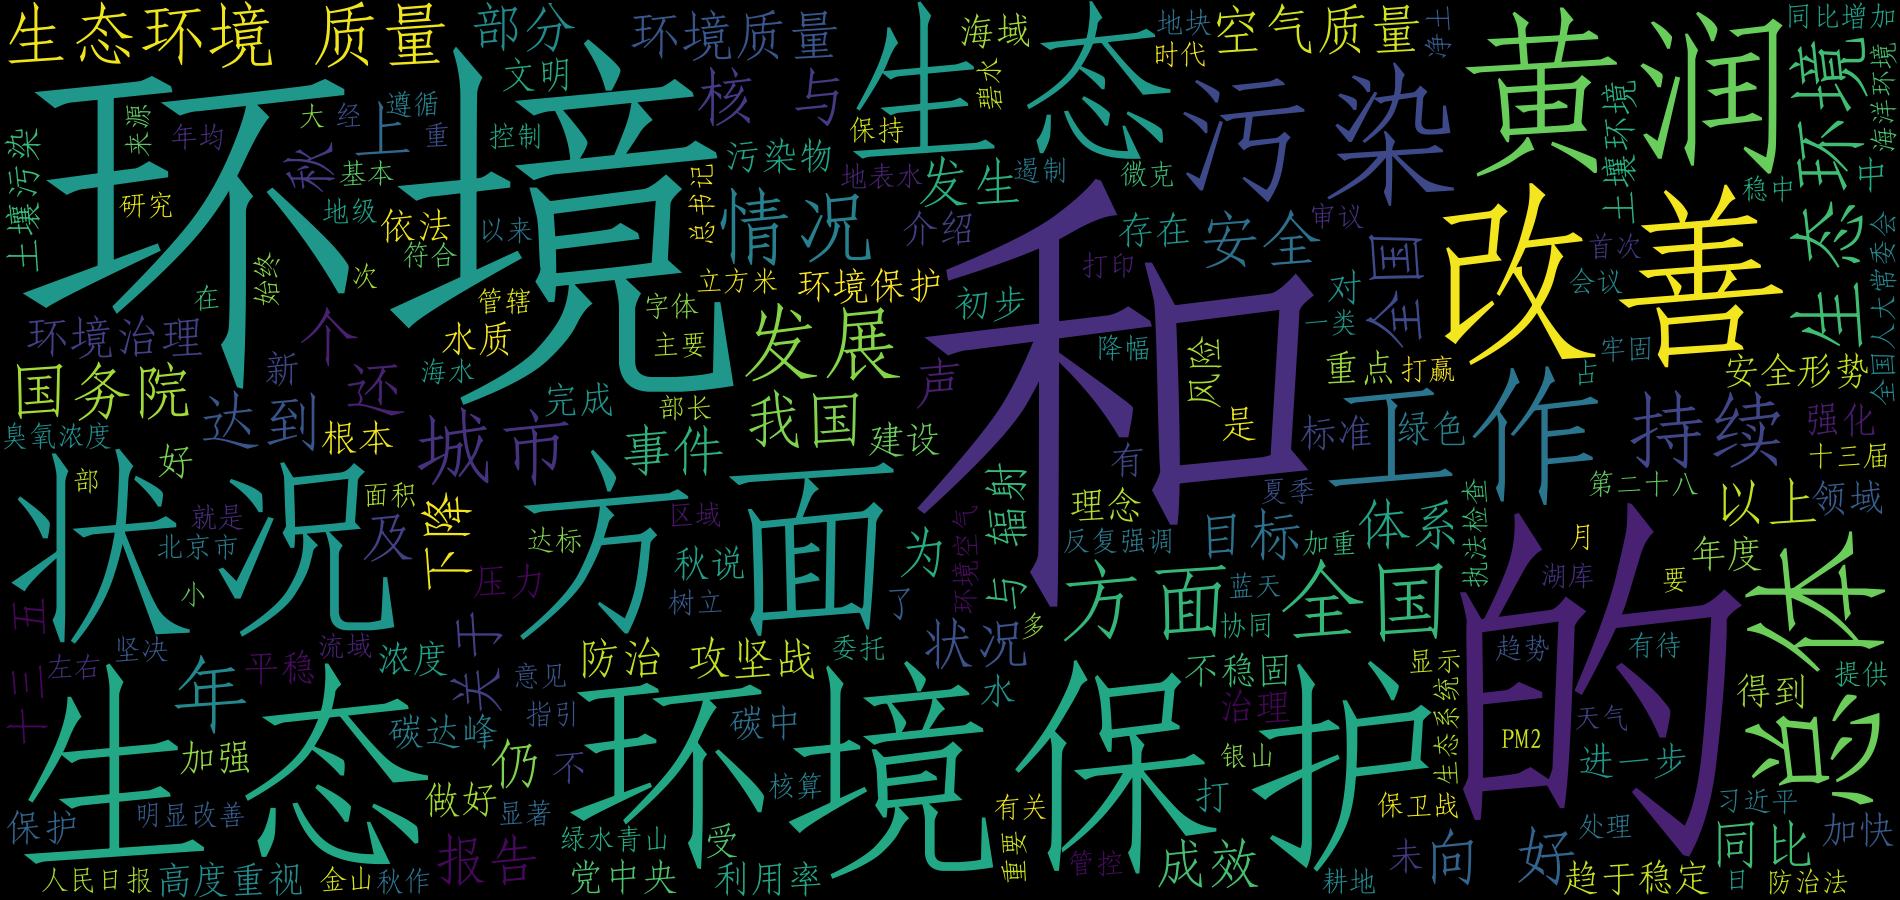 生态环境 质量
部分
环境质量
生态
海域
地块
空气质量
净土
同比增加
环境
文明
核 与
碧水
时代
污染
黄润
生态环境
海洋环境
来源
年均
大
经
上
遵循
重
控制
污染物
保持
土壤污染
秋
基本
研究
地级
依法
符合
以来
总书记
情况
地表水
发生
遏制
微克
介绍
存在
安全
审议
全国
改善
首次
会议
土壤环境
稳中
中
全国人大常委会
始终
在
次
管辖
字体
立方米
环境保护
初步
打印
对
一类
和
环境治理
个
水质
主要
发展
降幅
风险
牢固
国务院
新
还
海水
声
重点
打赢
占
安全形势
达到
城市
完成
部长
我国
建设
是
标准
工作
绿色
持续
强化
臭氧浓度
好
根本
事件
有
十三届
状况
部
面积
方面
与 辐射
理念
夏季
第二十八
以上
领域
就是
及
下降
区域
为
目标
体系
执法检查
的
月
年度
总体
北京市
达标
秋说
环境空气
反复强调
加重
湖库
小
压力
树立
了
方面
蓝天
全国
要
十三五
坚决
流域
关于
防治 攻坚战
委托
状况
多
协同
左右
年
平稳
浓度
意见
不稳固
显示
趋势
有待
生态
环境保护
水
治理
生态系统
得到
提供
碳达峰
指引
碳中
天气
加强
仍
不
核算
银山
PM2
进一步
保护
明显改善
做好
显著
有关
打
保卫战
习近平
绿水青山
受
重要
处理
加快
报告
党中央
管控
成效
未
向 好
同比
人民日报
高度重视
金山
秋作
利用率
耕地
趋于稳定
日
防治法